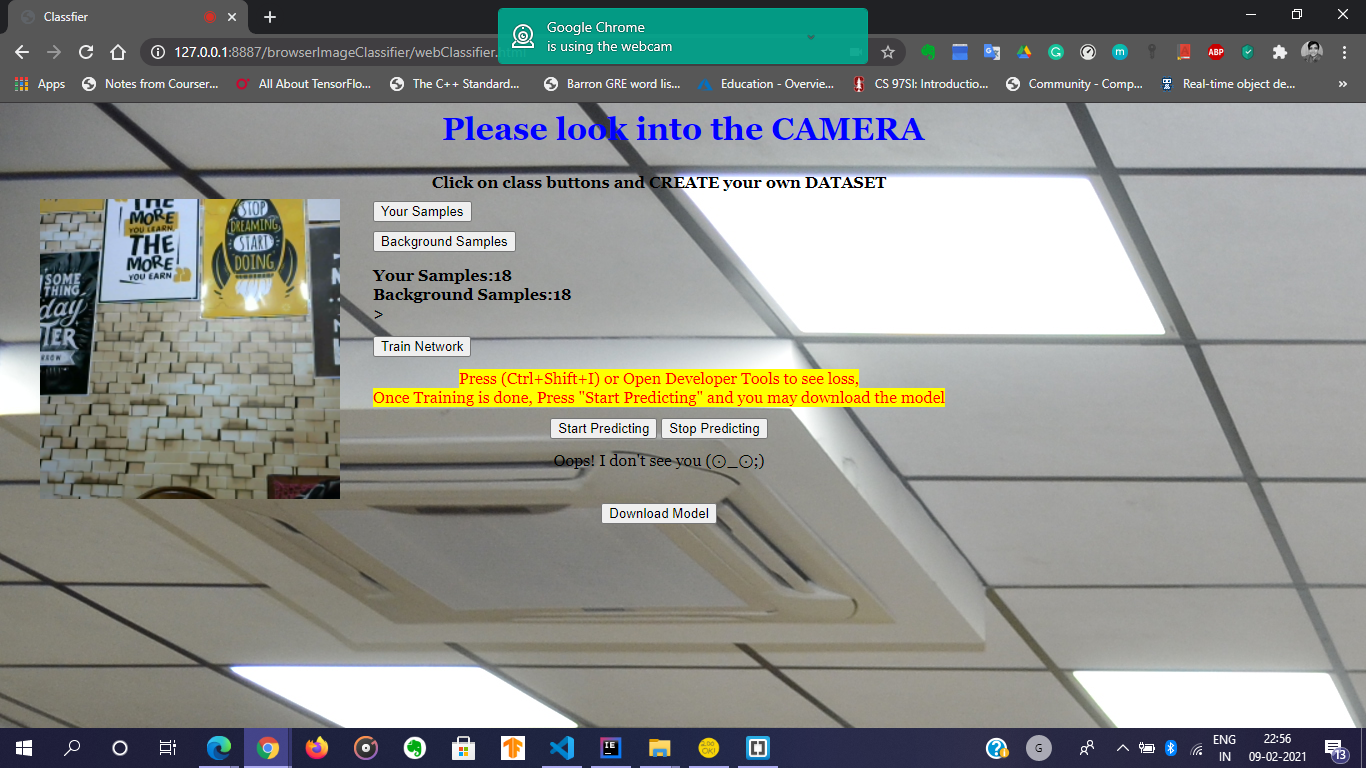 Classfier
Google Chrome
is using the webcam
127.0.0.1:8887/browserImageClassifier/webClassifier.
ABP
Apps
Notes from Courser...
All About TensorFlo...
The C++ Standard...
Barron GRE word lis...
Education - Overvie...
CS 97SI: Introductio...
Community - Comp...
Real-time object de...
»
Please look into the CAMERA
Click on class buttons and CREATE your own DATASET
Your Samples
Background Samples
Your Samples:18
Background Samples:18
>
Train Network
Press (Ctrl+Shift+I) or Open Developer Tools to see loss,
Once Training is done, Press "Start Predicting" and you may download the model
Start Predicting Stop Predicting
Oops! I don't see you (⊙_⊙;)
Download Model
THE
MORE
YOU LEARN,
THE
MORE
YOU EARN
STOP
DREAMING
START
DOING
SOME
THING
day
TER
G
ENG
IN
22:56
09-02-2021
13